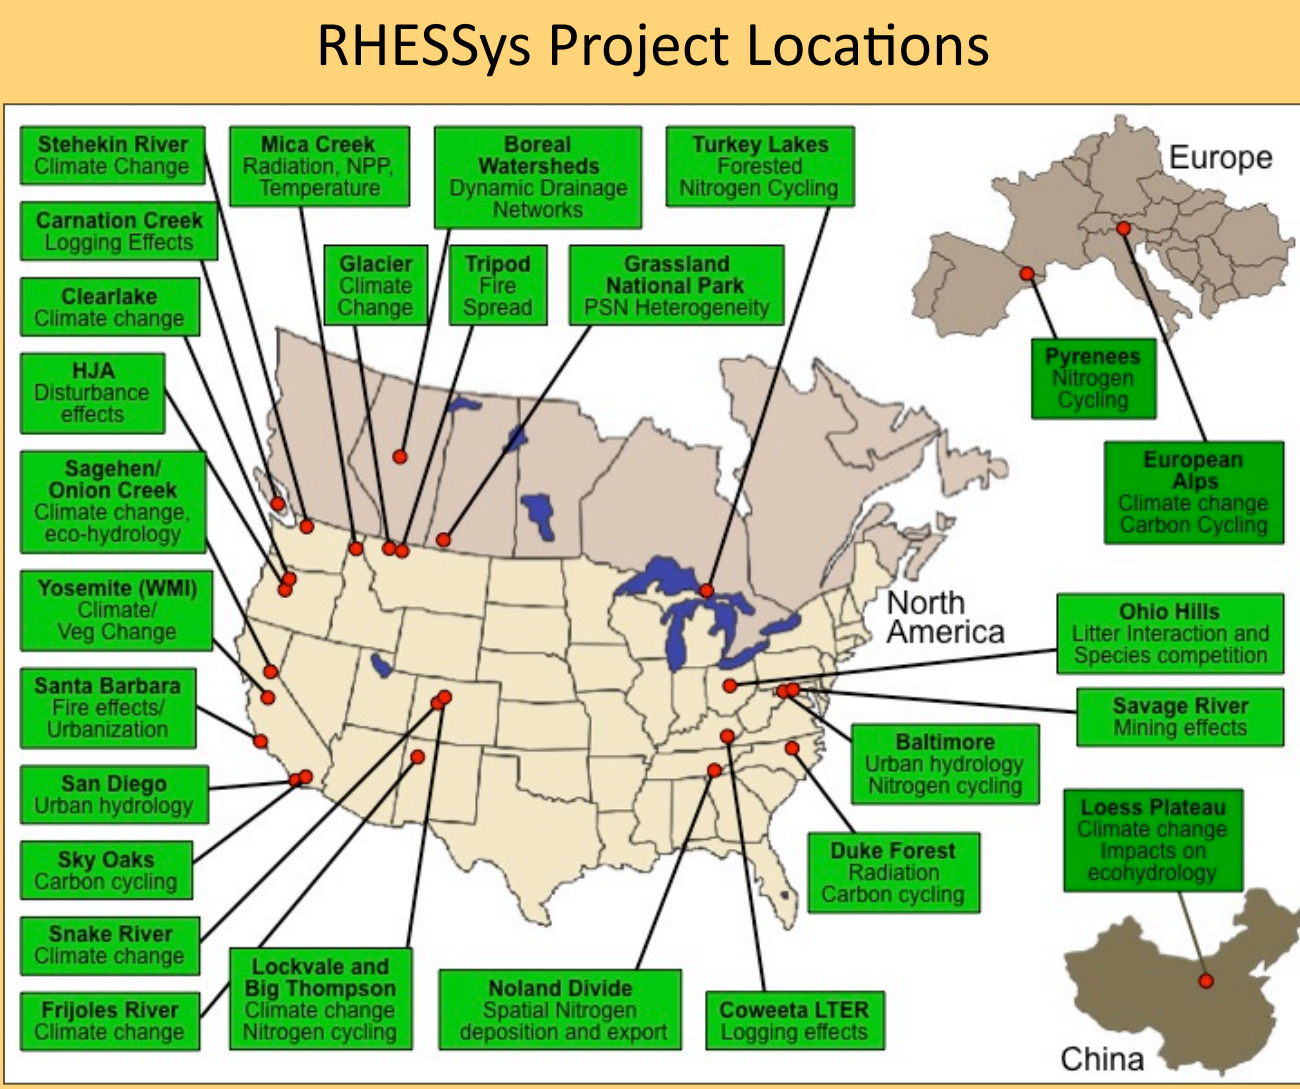 RHESSys Project Locations
Stehekin River
Climate Change
Mica Creek
Radiation, NPP,
Temperature
Boreal
Watersheds
Dynamic Drainage
Networks
Turkey Lakes
Forested
Nitrogen Cycling
Europe
Carnation Creek
Logging Effects
Glacier
Climate
Change
Tripod
Fire
Spread
Grassland
National Park
PSN Heterogeneity
Clearlake
Climate change
HJA
Disturbance
effects
Pyrenees
Nitrogen
Cycling
European
Alps
Climate change
Carbon Cycling
Sagehen/
Onion Creek
Climate change,
eco-hydrology
Yosemite (WMI)
Climate/
Veg Change
North
America
Ohio Hills
Litter Interaction and
Species competition
Santa Barbara
Fire effects/
Urbanization
Savage River
Mining effects
Baltimore
Urban hydrology
Nitrogen cycling
San Diego
Urban hydrology
Loess Plateau
Climate change
Impacts on
ecohydrology
Duke Forest
Radiation
Carbon cycling
Sky Oaks
Carbon cycling
Snake River
Climate change
Lockvale and
Big Thompson
Climate change
Nitrogen cycling
Noland Divide
Spatial Nitrogen
deposition and export
Coweeta LTER
Logging effects
Frijoles River
Climate change
China